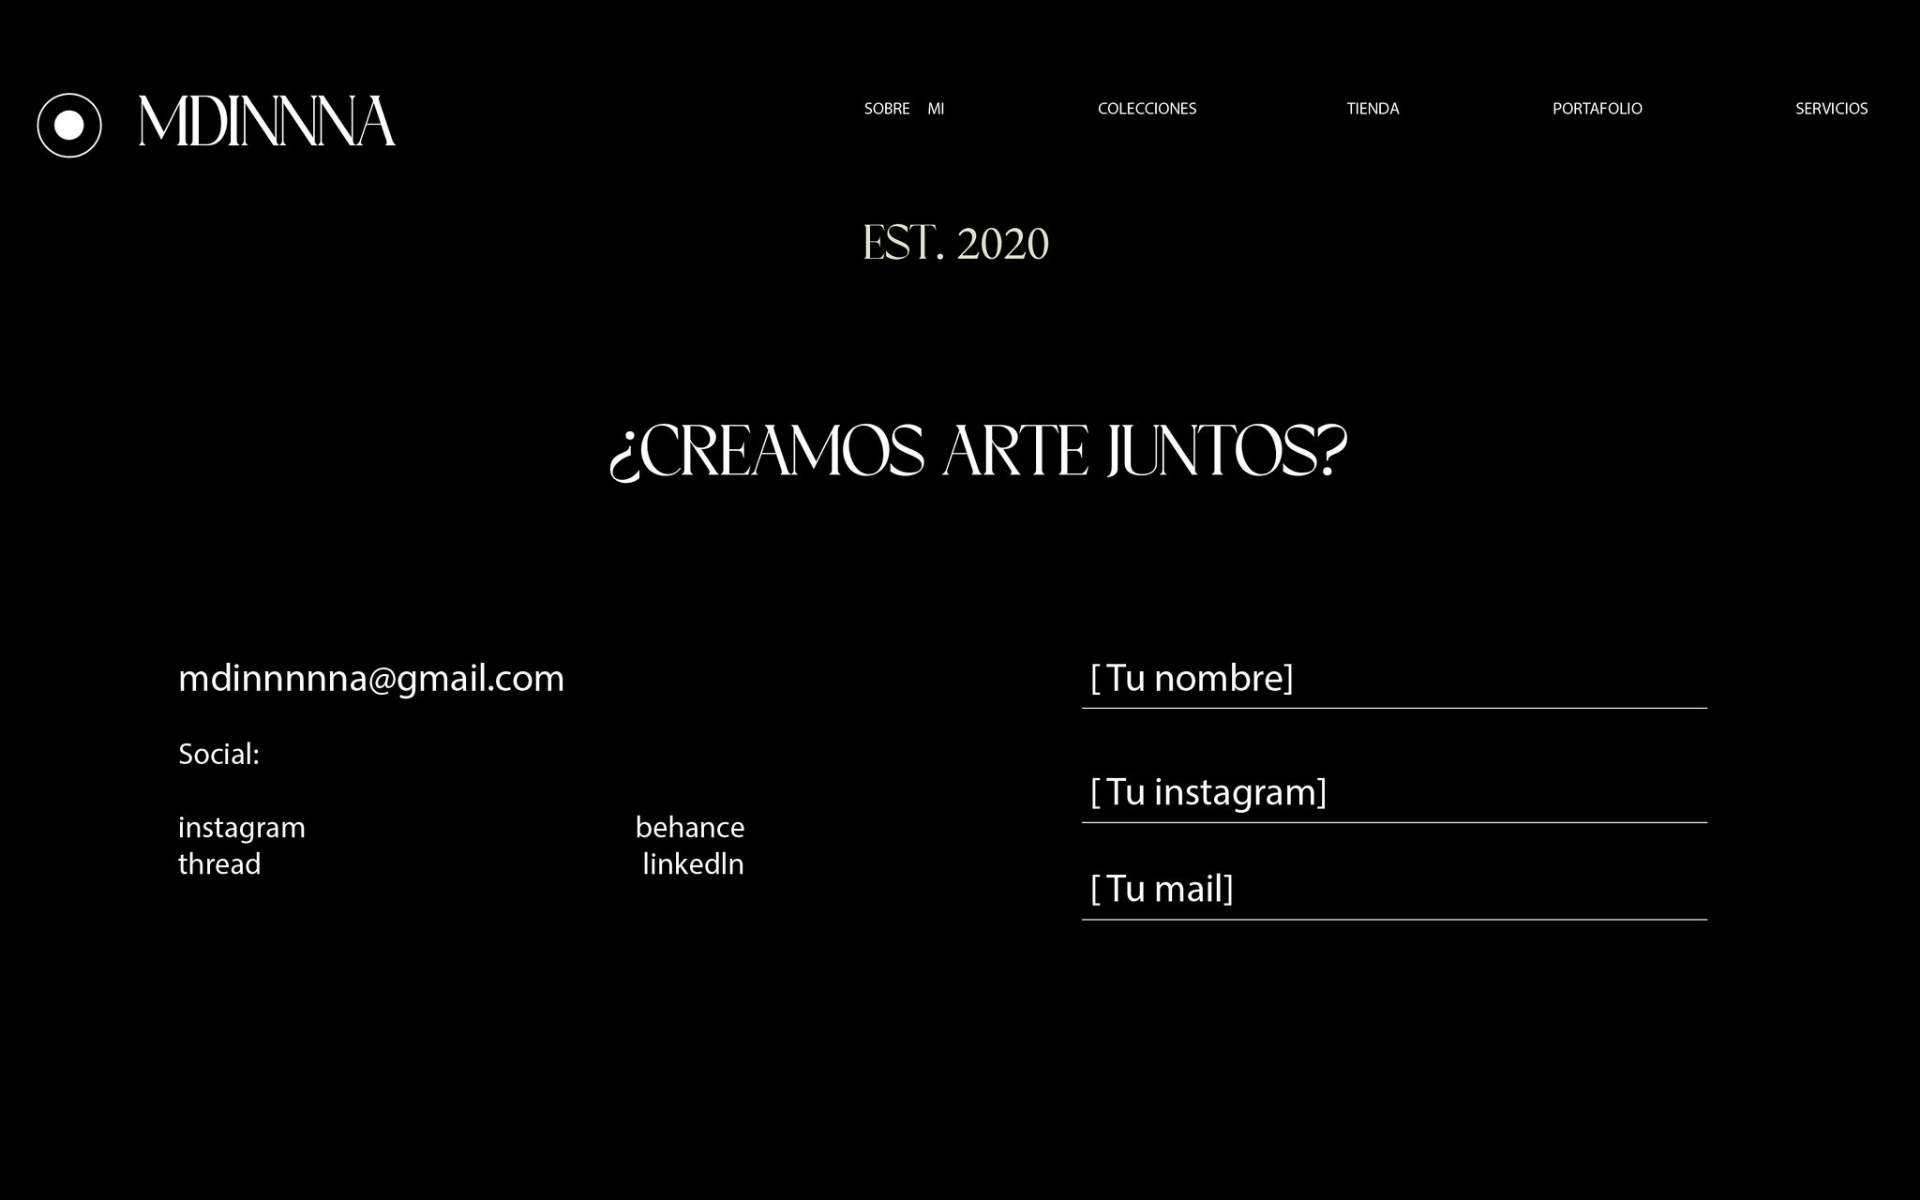 MDINNNA
SOBRE MI
COLECCIONES
TIENDA
PORTAFOLIO
SERVICIOS
EST. 2020
¿CREAMOS ARTE JUNTOS?
mdinnnnna@gmail.com
Social:
instagram
behance
thread
linkedln
[ Tu nombre]
[ Tu instagram]
[ Tu mail]